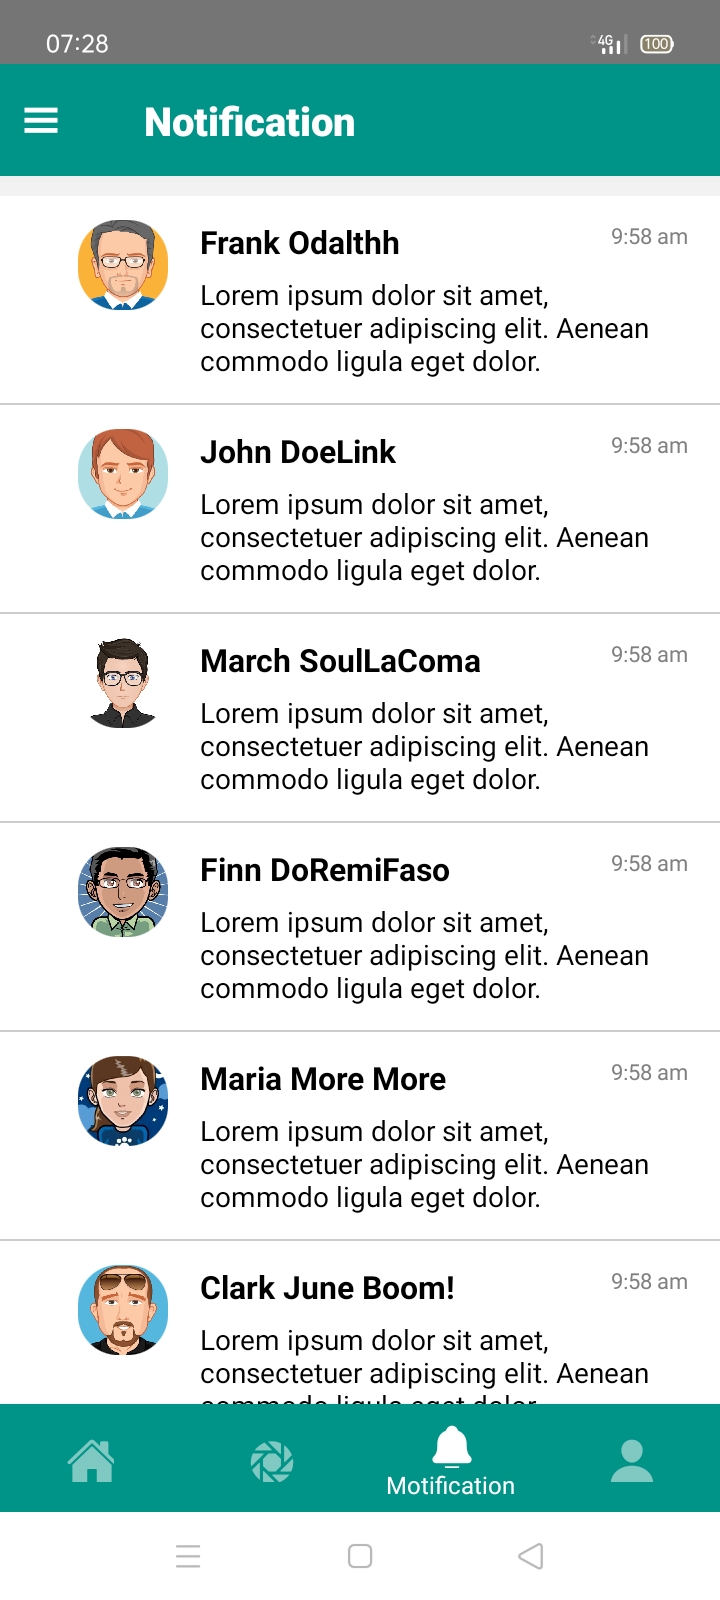 07:28
4G
100
Notification
Frank Odalthh
9:58 am
Lorem ipsum dolor sit amet,
consectetuer adipiscing elit. Aenean
commodo ligula eget dolor.
John DoeLink
9:58 am
Lorem ipsum dolor sit amet,
consectetuer adipiscing elit. Aenean
commodo ligula eget dolor.
March SoulLaComa
9:58 am
Lorem ipsum dolor sit amet,
consectetuer adipiscing elit. Aenean
commodo ligula eget dolor.
Finn DoRemiFaso
9:58 am
Lorem ipsum dolor sit amet,
consectetuer adipiscing elit. Aenean
commodo ligula eget dolor.
Maria More More
9:58 am
Lorem ipsum dolor sit amet,
consectetuer adipiscing elit. Aenean
commodo ligula eget dolor.
Clark June Boom!
9:58 am
Lorem ipsum dolor sit amet,
consectetuer adipiscing elit. Aenean
Motification